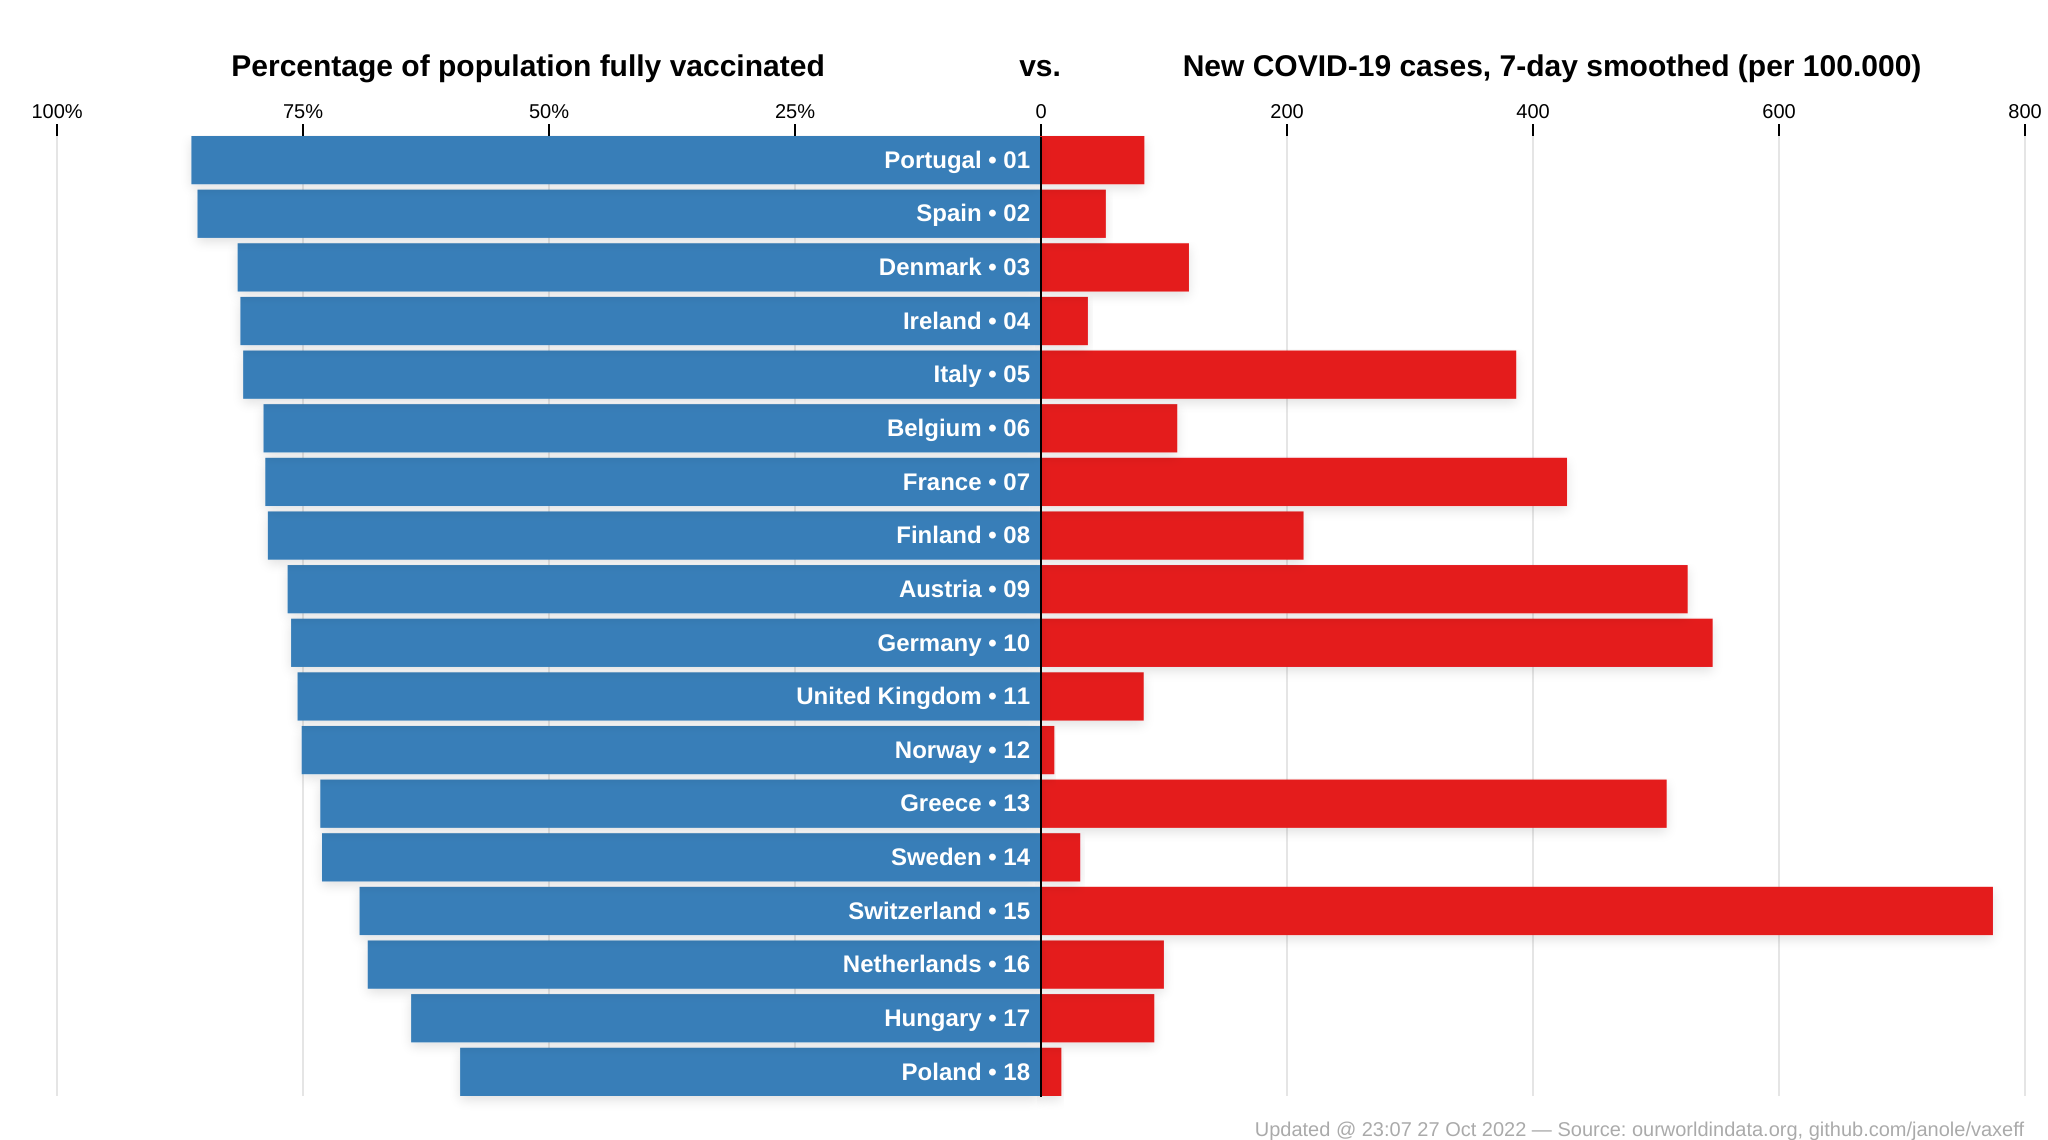 Percentage of population fully vaccinated vs. New COVID-19 cases, 7-day smoothed (per 100.000)
100% 75% 50% 25% 0 200 400 600 800
Portugal • 01
Spain • 02
Denmark • 03
Ireland • 04
Italy • 05
Belgium • 06
France • 07
Finland • 08
Austria • 09
Germany • 10
United Kingdom • 11
Norway • 12
Greece • 13
Sweden • 14
Switzerland • 15
Netherlands • 16
Hungary • 17
Poland • 18
Updated @ 23:07 27 Oct 2022 — Source: ourworldindata.org, github.com/janole/vaxeff